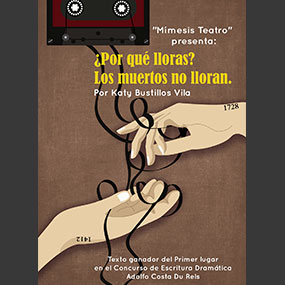 "Mimesis Teatro"
presenta:
¿Por qué lloras?
Los muertos no lloran.
Por Katy Bustillos Vila
1728
1412
Texto ganador del Primer lugar
en el Concurso de Escritura Dramática
Adolfo Costa Du Rels